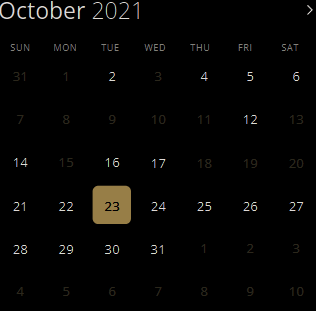 October 2021
SUN MON TUE WED THU FRI SAT
31 1 2 3 4 5 6
7 8 9 10 11 12 13
14 15 16 17 18 19 20
21 22 23 24 25 26 27
28 29 30 31 1 2 3
4 5 6 7 8 9 10